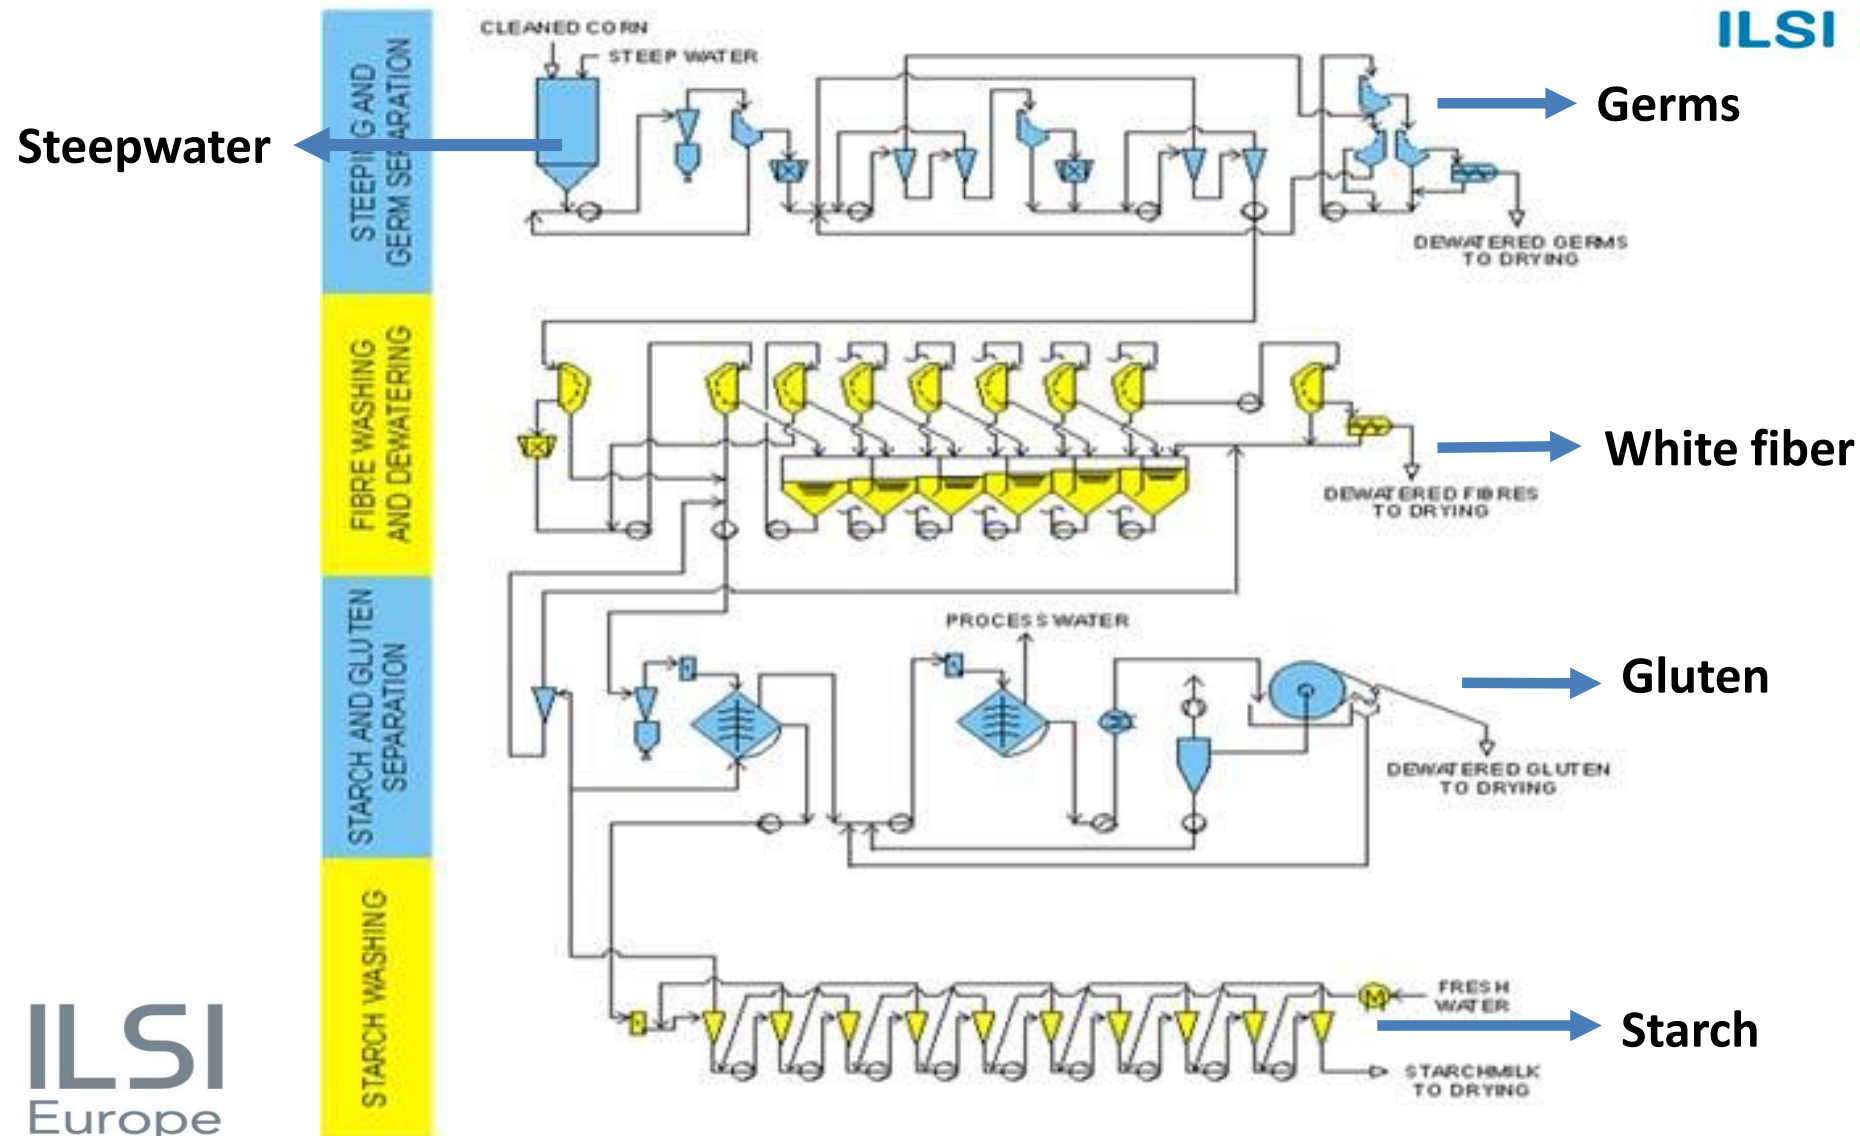 ILSI
CLEANED CORN
STEEP WATER
Steepwater
STEEPING AND
GERM SEPARATION
Germs
DEWATERED GERMS
TO DRYING
FIBRE WASHING
AND DEWATERING
White fiber
DEWATERED FIBRES
TO DRYING
STARCH AND GLUTEN
SEPARATION
PROCESS WATER
Gluten
DEWATERED GLUTEN
TO DRYING
STARCH WASHING
M
FRESH
WATER
Starch
STARCHMILK
TO DRYING
ILSI
Europe